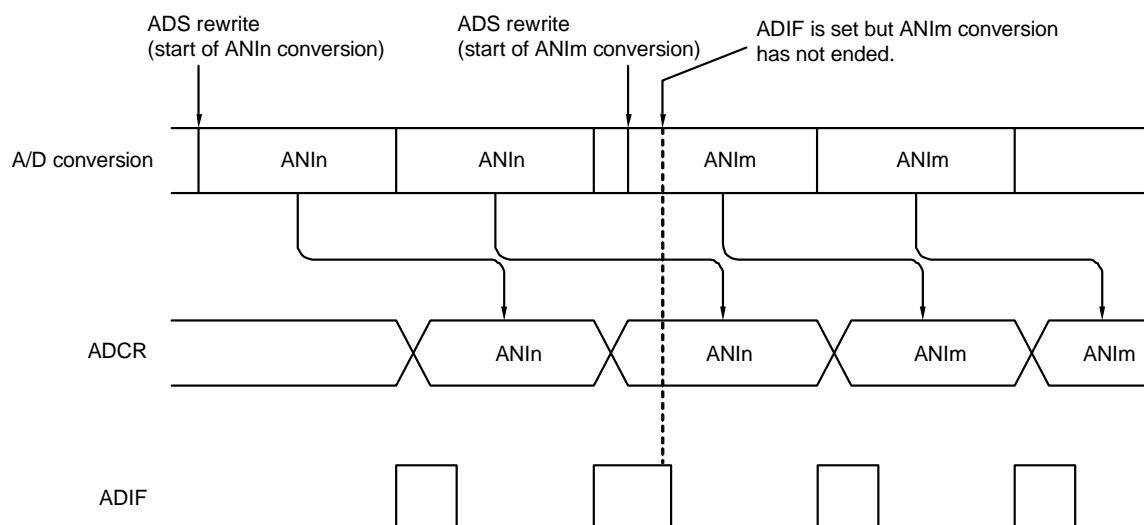 ADS rewrite
(start of ANIn conversion)
ADS rewrite
(start of ANIm conversion)
ADIF is set but ANIm conversion
has not ended.
A/D conversion
ANIn
ANIn
ANIm
ANIm
ADCR
ANIn
ANIn
ANIm
ANIm
ADIF